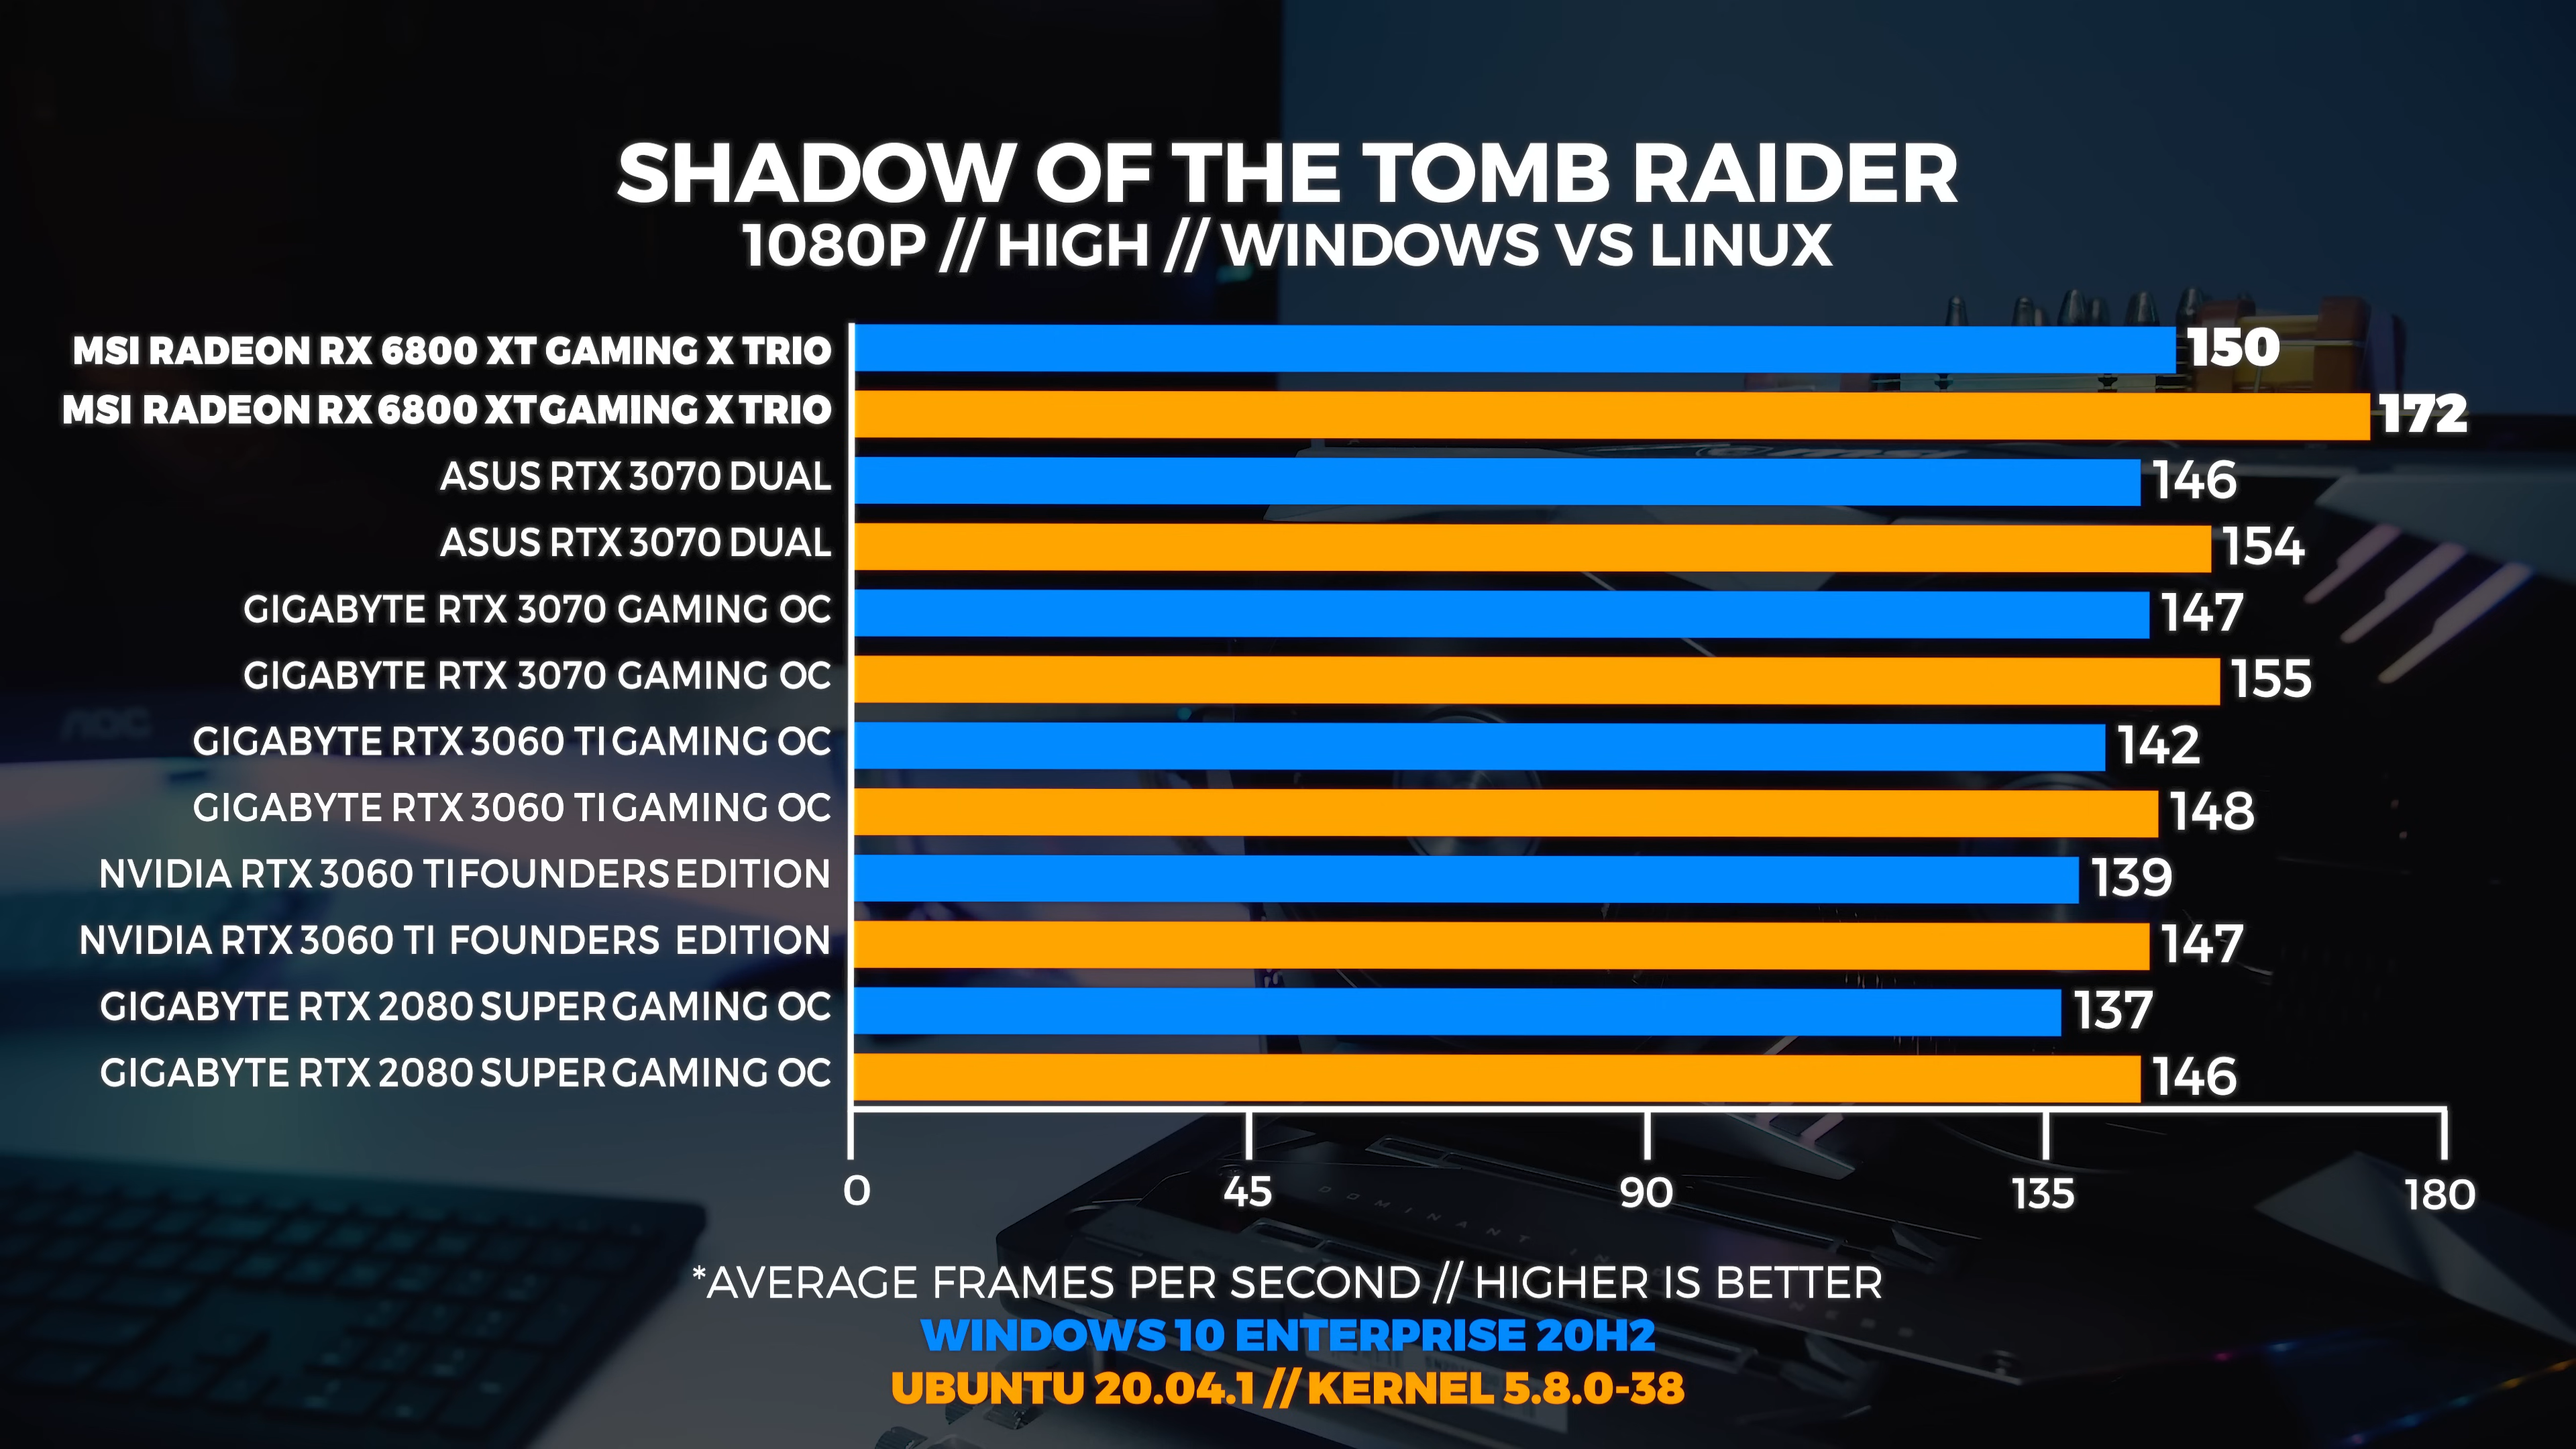 SHADOW OF THE TOMB RAIDER
1080P // HIGH // WINDOWS VS LINUX
MSI RADEON RX 6800 XT GAMING X TRIO 150
MSI RADEON RX 6800 XT GAMING X TRIO 172
ASUS RTX 3070 DUAL 146
ASUS RTX 3070 DUAL 154
GIGABYTE RTX 3070 GAMING OC 147
GIGABYTE RTX 3070 GAMING OC 155
AOC
GIGABYTE RTX 3060 TI GAMING OC 142
GIGABYTE RTX 3060 TI GAMING OC 148
NVIDIA RTX 3060 TI FOUNDERS EDITION 139
NVIDIA RTX 3060 TI FOUNDERS EDITION 147
GIGABYTE RTX 2080 SUPER GAMING OC 137
GIGABYTE RTX 2080 SUPER GAMING OC 146
0 45 90 135 180
*AVERAGE FRAMES PER SECOND // HIGHER IS BETTER
WINDOWS 10 ENTERPRISE 20H2
UBUNTU 20.04.1 // KERNEL 5.8.0-38